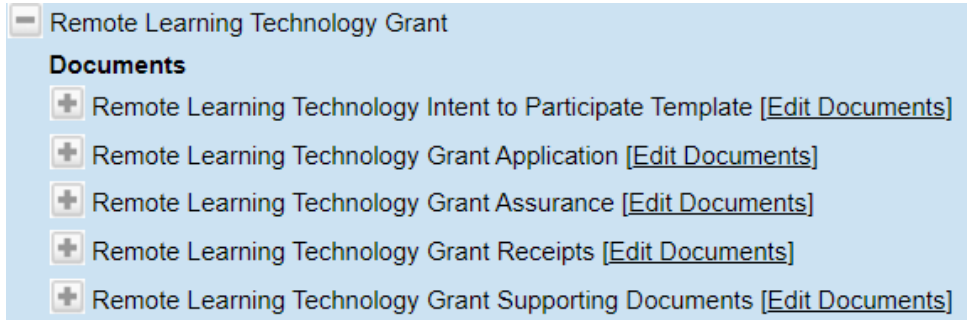 Remote Learning Technology Grant
Documents
Remote Learning Technology Intent to Participate Template [Edit Documents]
Remote Learning Technology Grant Application [Edit Documents]
Remote Learning Technology Grant Assurance [Edit Documents]
Remote Learning Technology Grant Receipts [Edit Documents]
Remote Learning Technology Grant Supporting Documents [Edit Documents]